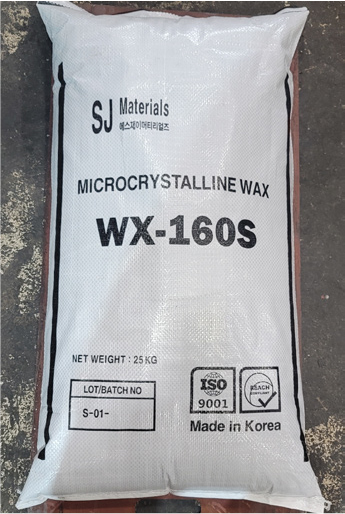 SJ Materials
에스제이머티리얼즈
MICROCRYSTALLINE WAX
WX-160S
NET WEIGHT : 25 KG
LOT/BATCH NO
S-01-
ISO
9001
REACH
COMPLIANT
Made in Korea